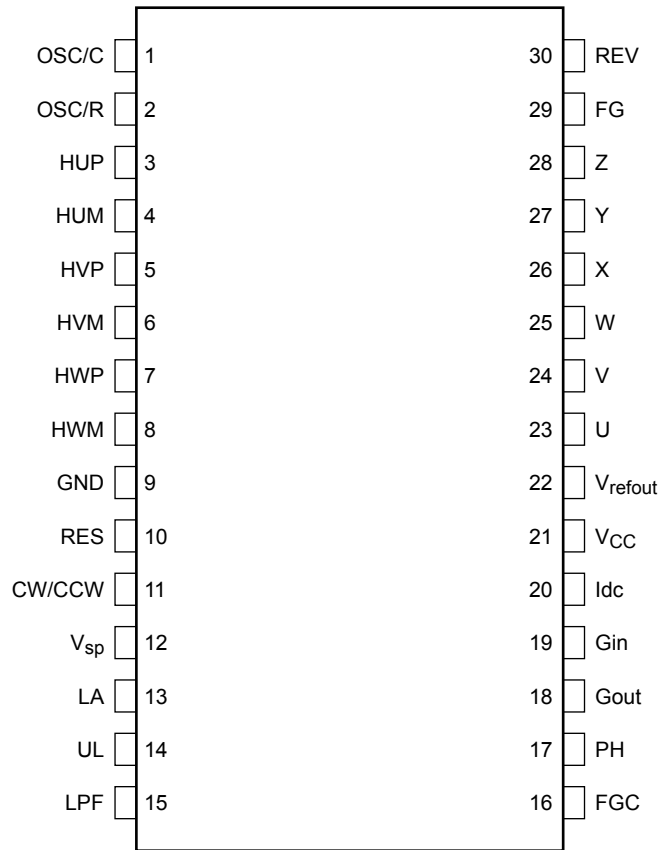 OSC/C 1 30 REV
OSC/R 2 29 FG
HUP 3 28 Z
HUM 4 27 Y
HVP 5 26 X
HVM 6 25 W
HWP 7 24 V
HWM 8 23 U
GND 9 22 Vrefout
RES 10 21 VCC
CW/CCW 11 20 Idc
Vsp 12 19 Gin
LA 13 18 Gout
UL 14 17 PH
LPF 15 16 FGC